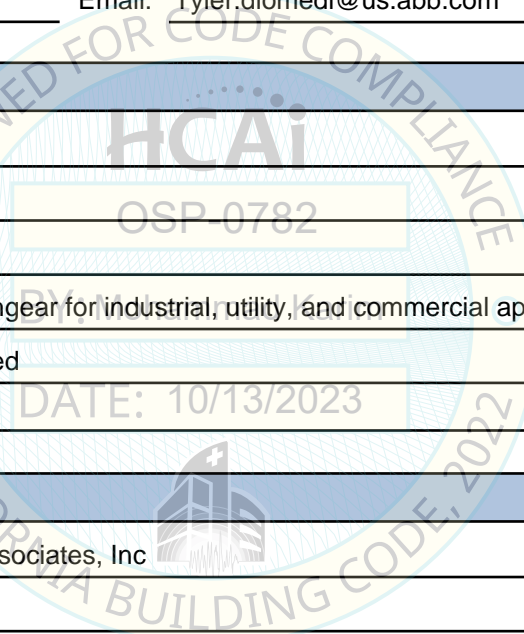 Email: Tyler.diomedi@us.abb.com
FOR CODE COMPLIANCE
HCAi
OSP-0782
ngear for industrial, utility, and commercial ap
BY: Mohammad Karim
ed
DATE: 10/13/2023
ssociates, Inc
BUILDING CODE, 2022